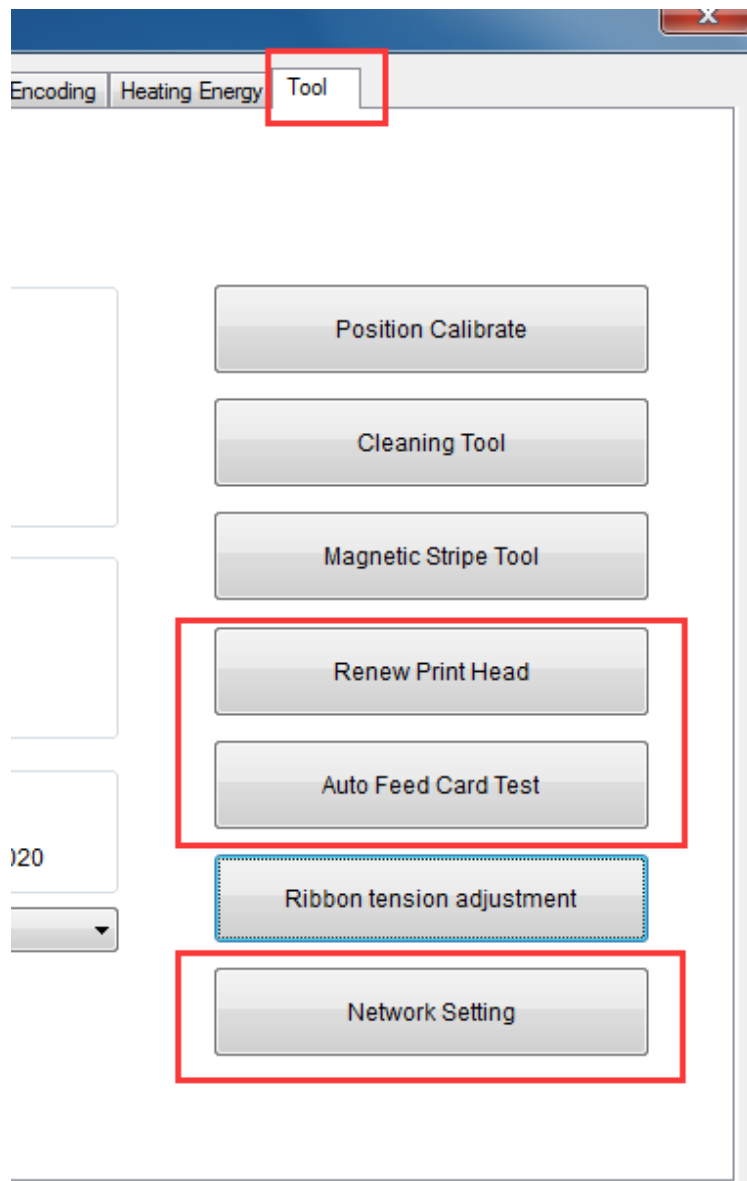 Encoding Heating Energy Tool
Position Calibrate
Cleaning Tool
Magnetic Stripe Tool
Renew Print Head
Auto Feed Card Test
020
Ribbon tension adjustment
Network Setting